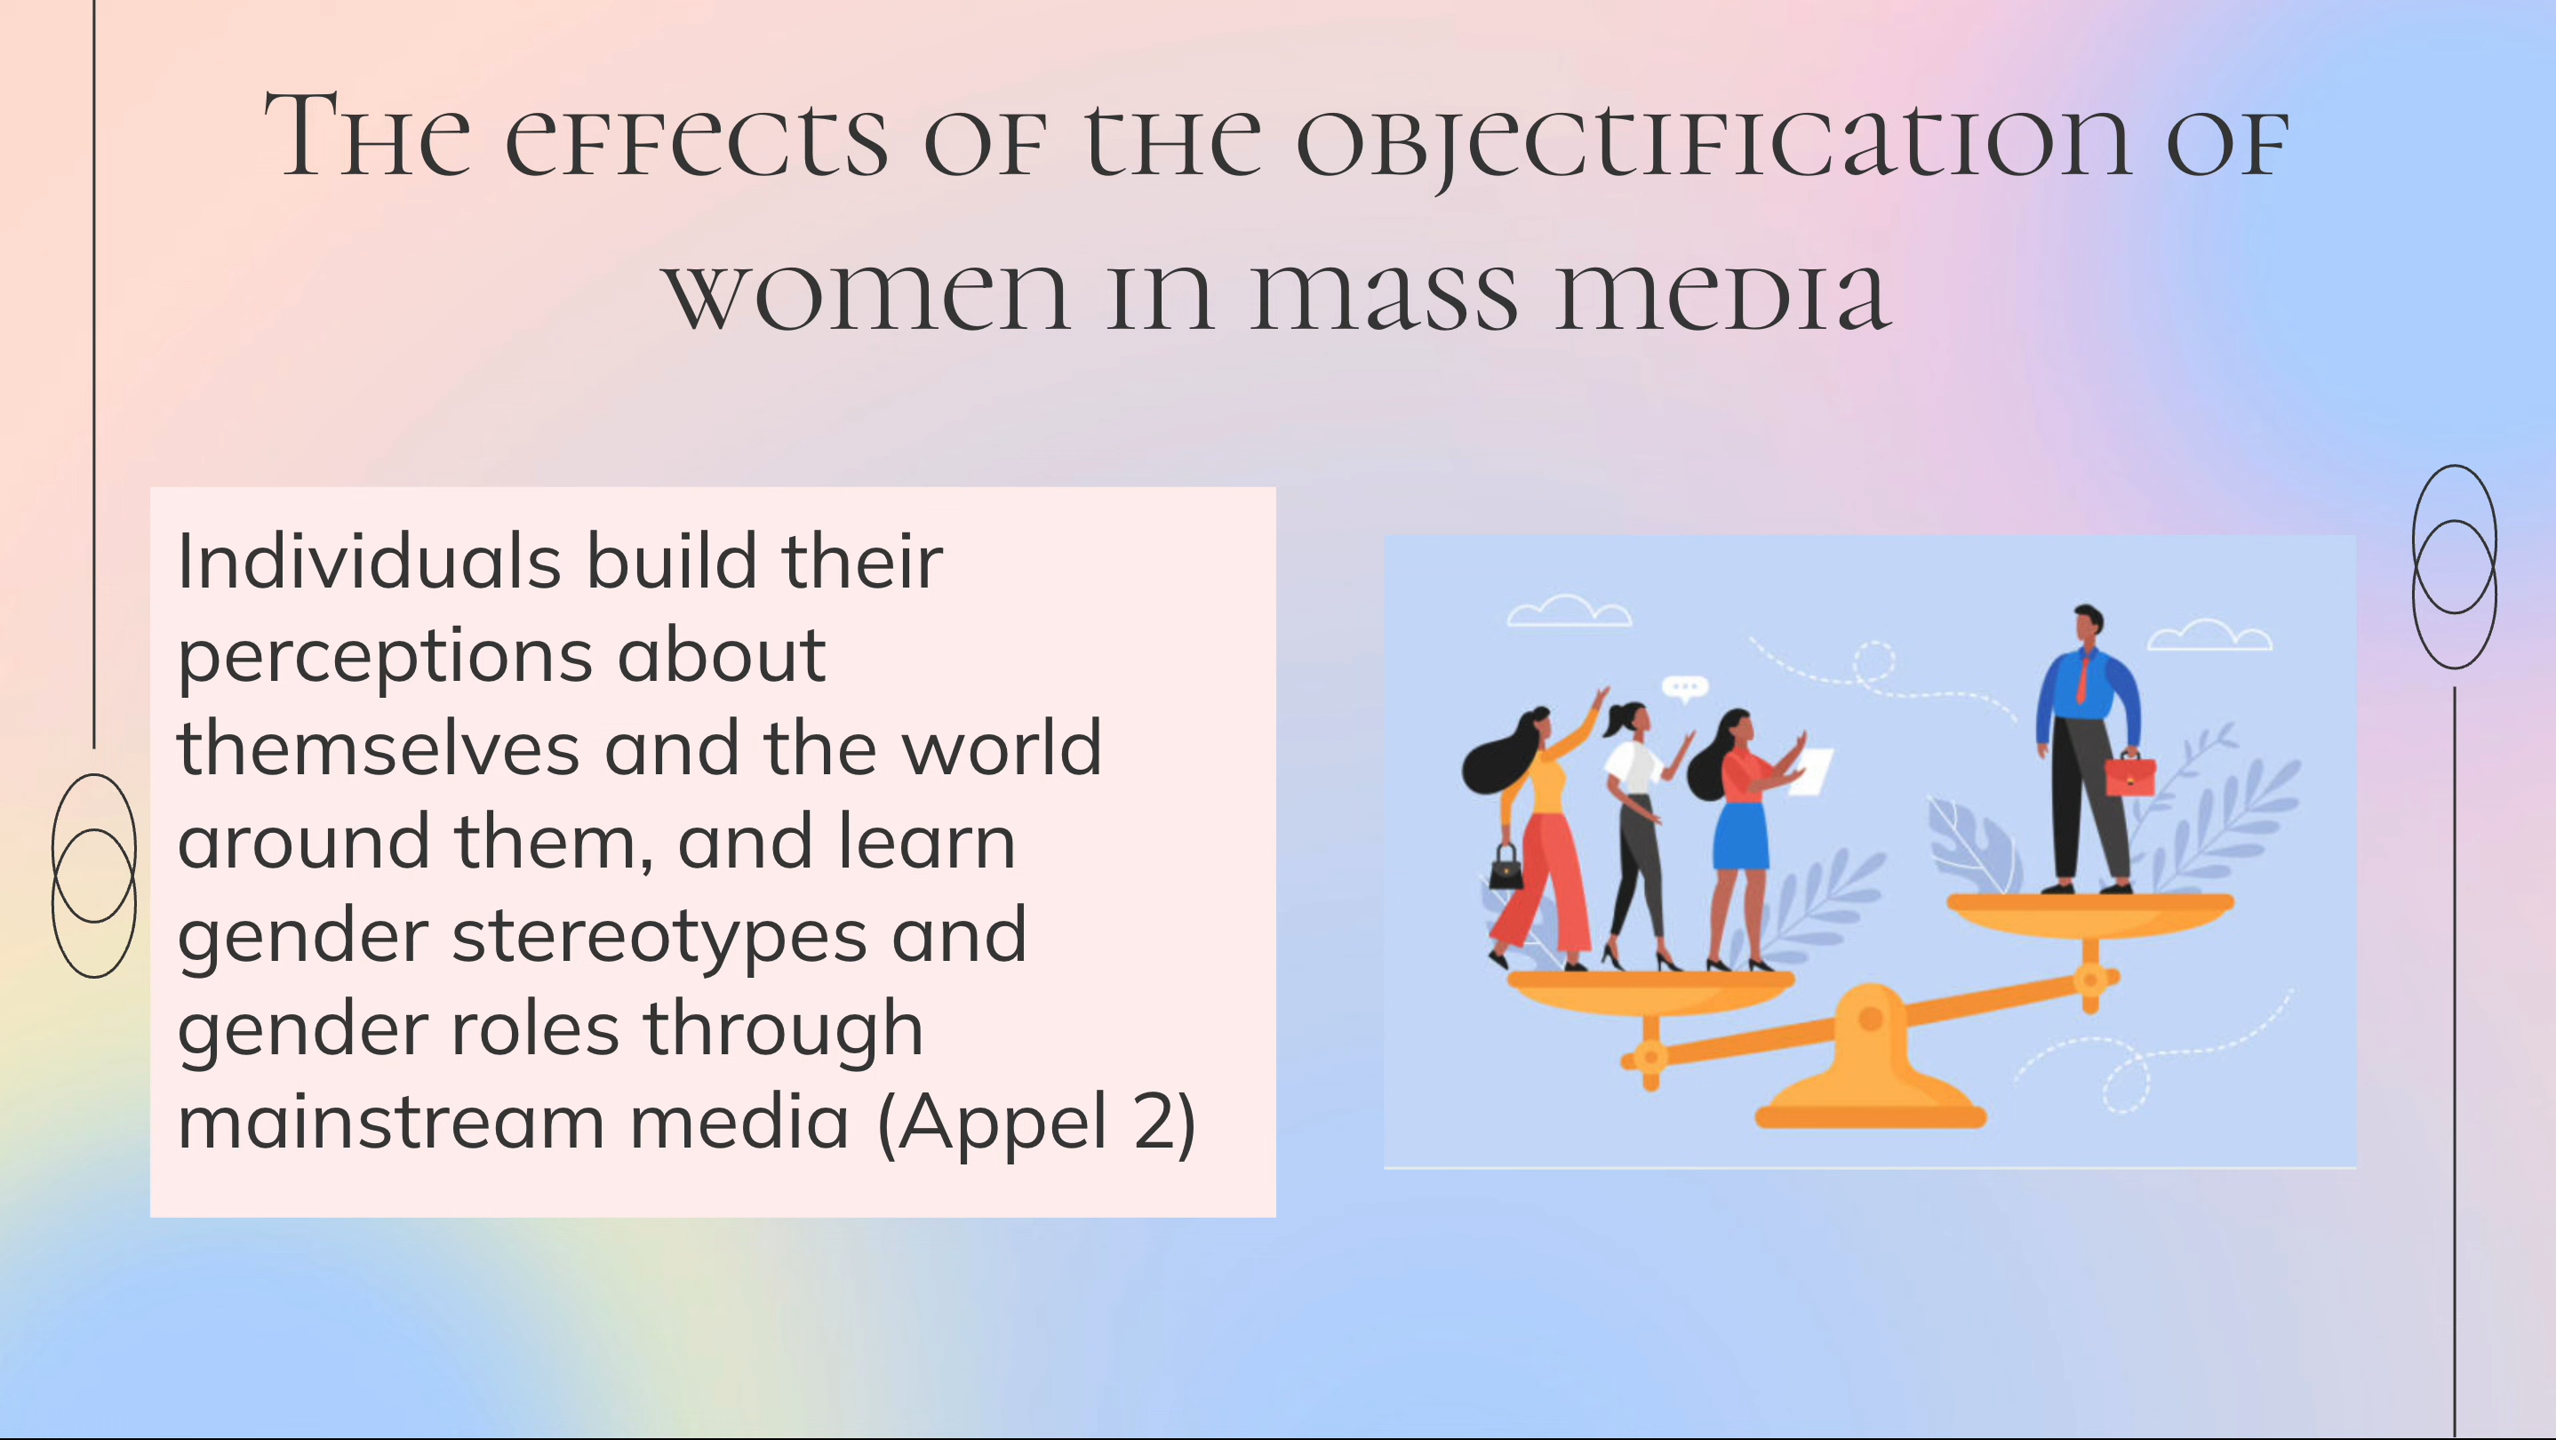 The effects of the objectification of
women in mass media
Individuals build their
perceptions about
themselves and the world
around them, and learn
gender stereotypes and
gender roles through
mainstream media (Appel 2)